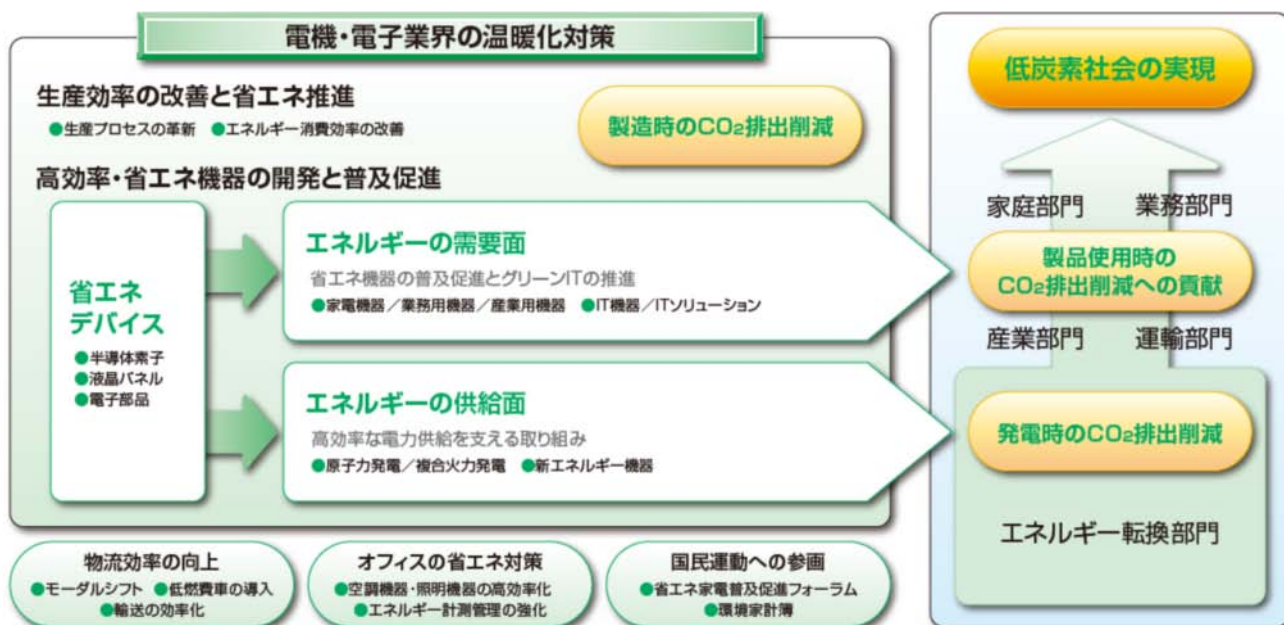 電機・電子業界の温暖化対策
生産効率の改善と省エネ推進
●生産プロセスの革新 ●エネルギー消費効率の改善
製造時のCO₂排出削減
高効率・省エネ機器の開発と普及促進
省エネ
デバイス
●半導体素子
●液晶パネル
●電子部品
エネルギーの需要面
省エネ機器の普及促進とグリーンITの推進
●家電機器／業務用機器／産業用機器 ●IT機器／ITソリューション
エネルギーの供給面
高効率な電力供給を支える取り組み
●原子力発電／複合火力発電 ●新エネルギー機器
低炭素社会の実現
家庭部門 業務部門
製品使用時の
CO₂排出削減への貢献
産業部門 運輸部門
発電時のCO₂排出削減
エネルギー転換部門
物流効率の向上
●モーダルシフト ●低燃費車の導入
●輸送の効率化
オフィスの省エネ対策
●空調機器・照明機器の高効率化
●エネルギー計測管理の強化
国民運動への参画
●省エネ家電普及促進フォーラム
●環境家計簿